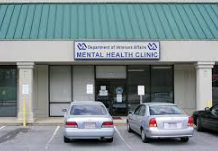 Department of Veterans Affairs
MENTAL HEALTH CLINIC